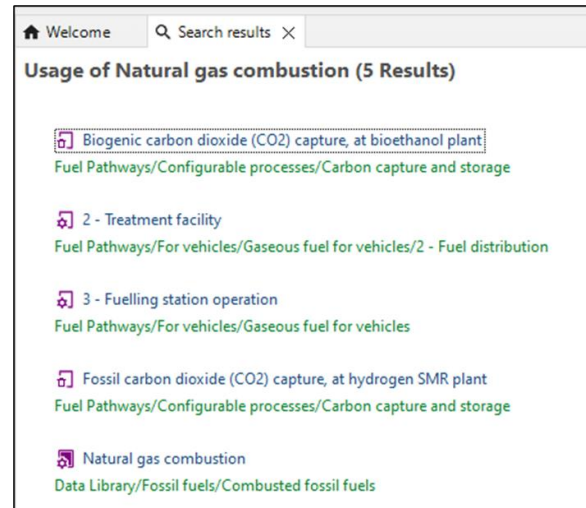 Welcome
Search results
Usage of Natural gas combustion (5 Results)
Biogenic carbon dioxide (CO2) capture, at bioethanol plant
Fuel Pathways/Configurable processes/Carbon capture and storage
2 - Treatment facility
Fuel Pathways/For vehicles/Gaseous fuel for vehicles/2 - Fuel distribution
3 - Fuelling station operation
Fuel Pathways/For vehicles/Gaseous fuel for vehicles
Fossil carbon dioxide (CO2) capture, at hydrogen SMR plant
Fuel Pathways/Configurable processes/Carbon capture and storage
Natural gas combustion
Data Library/Fossil fuels/Combusted fossil fuels